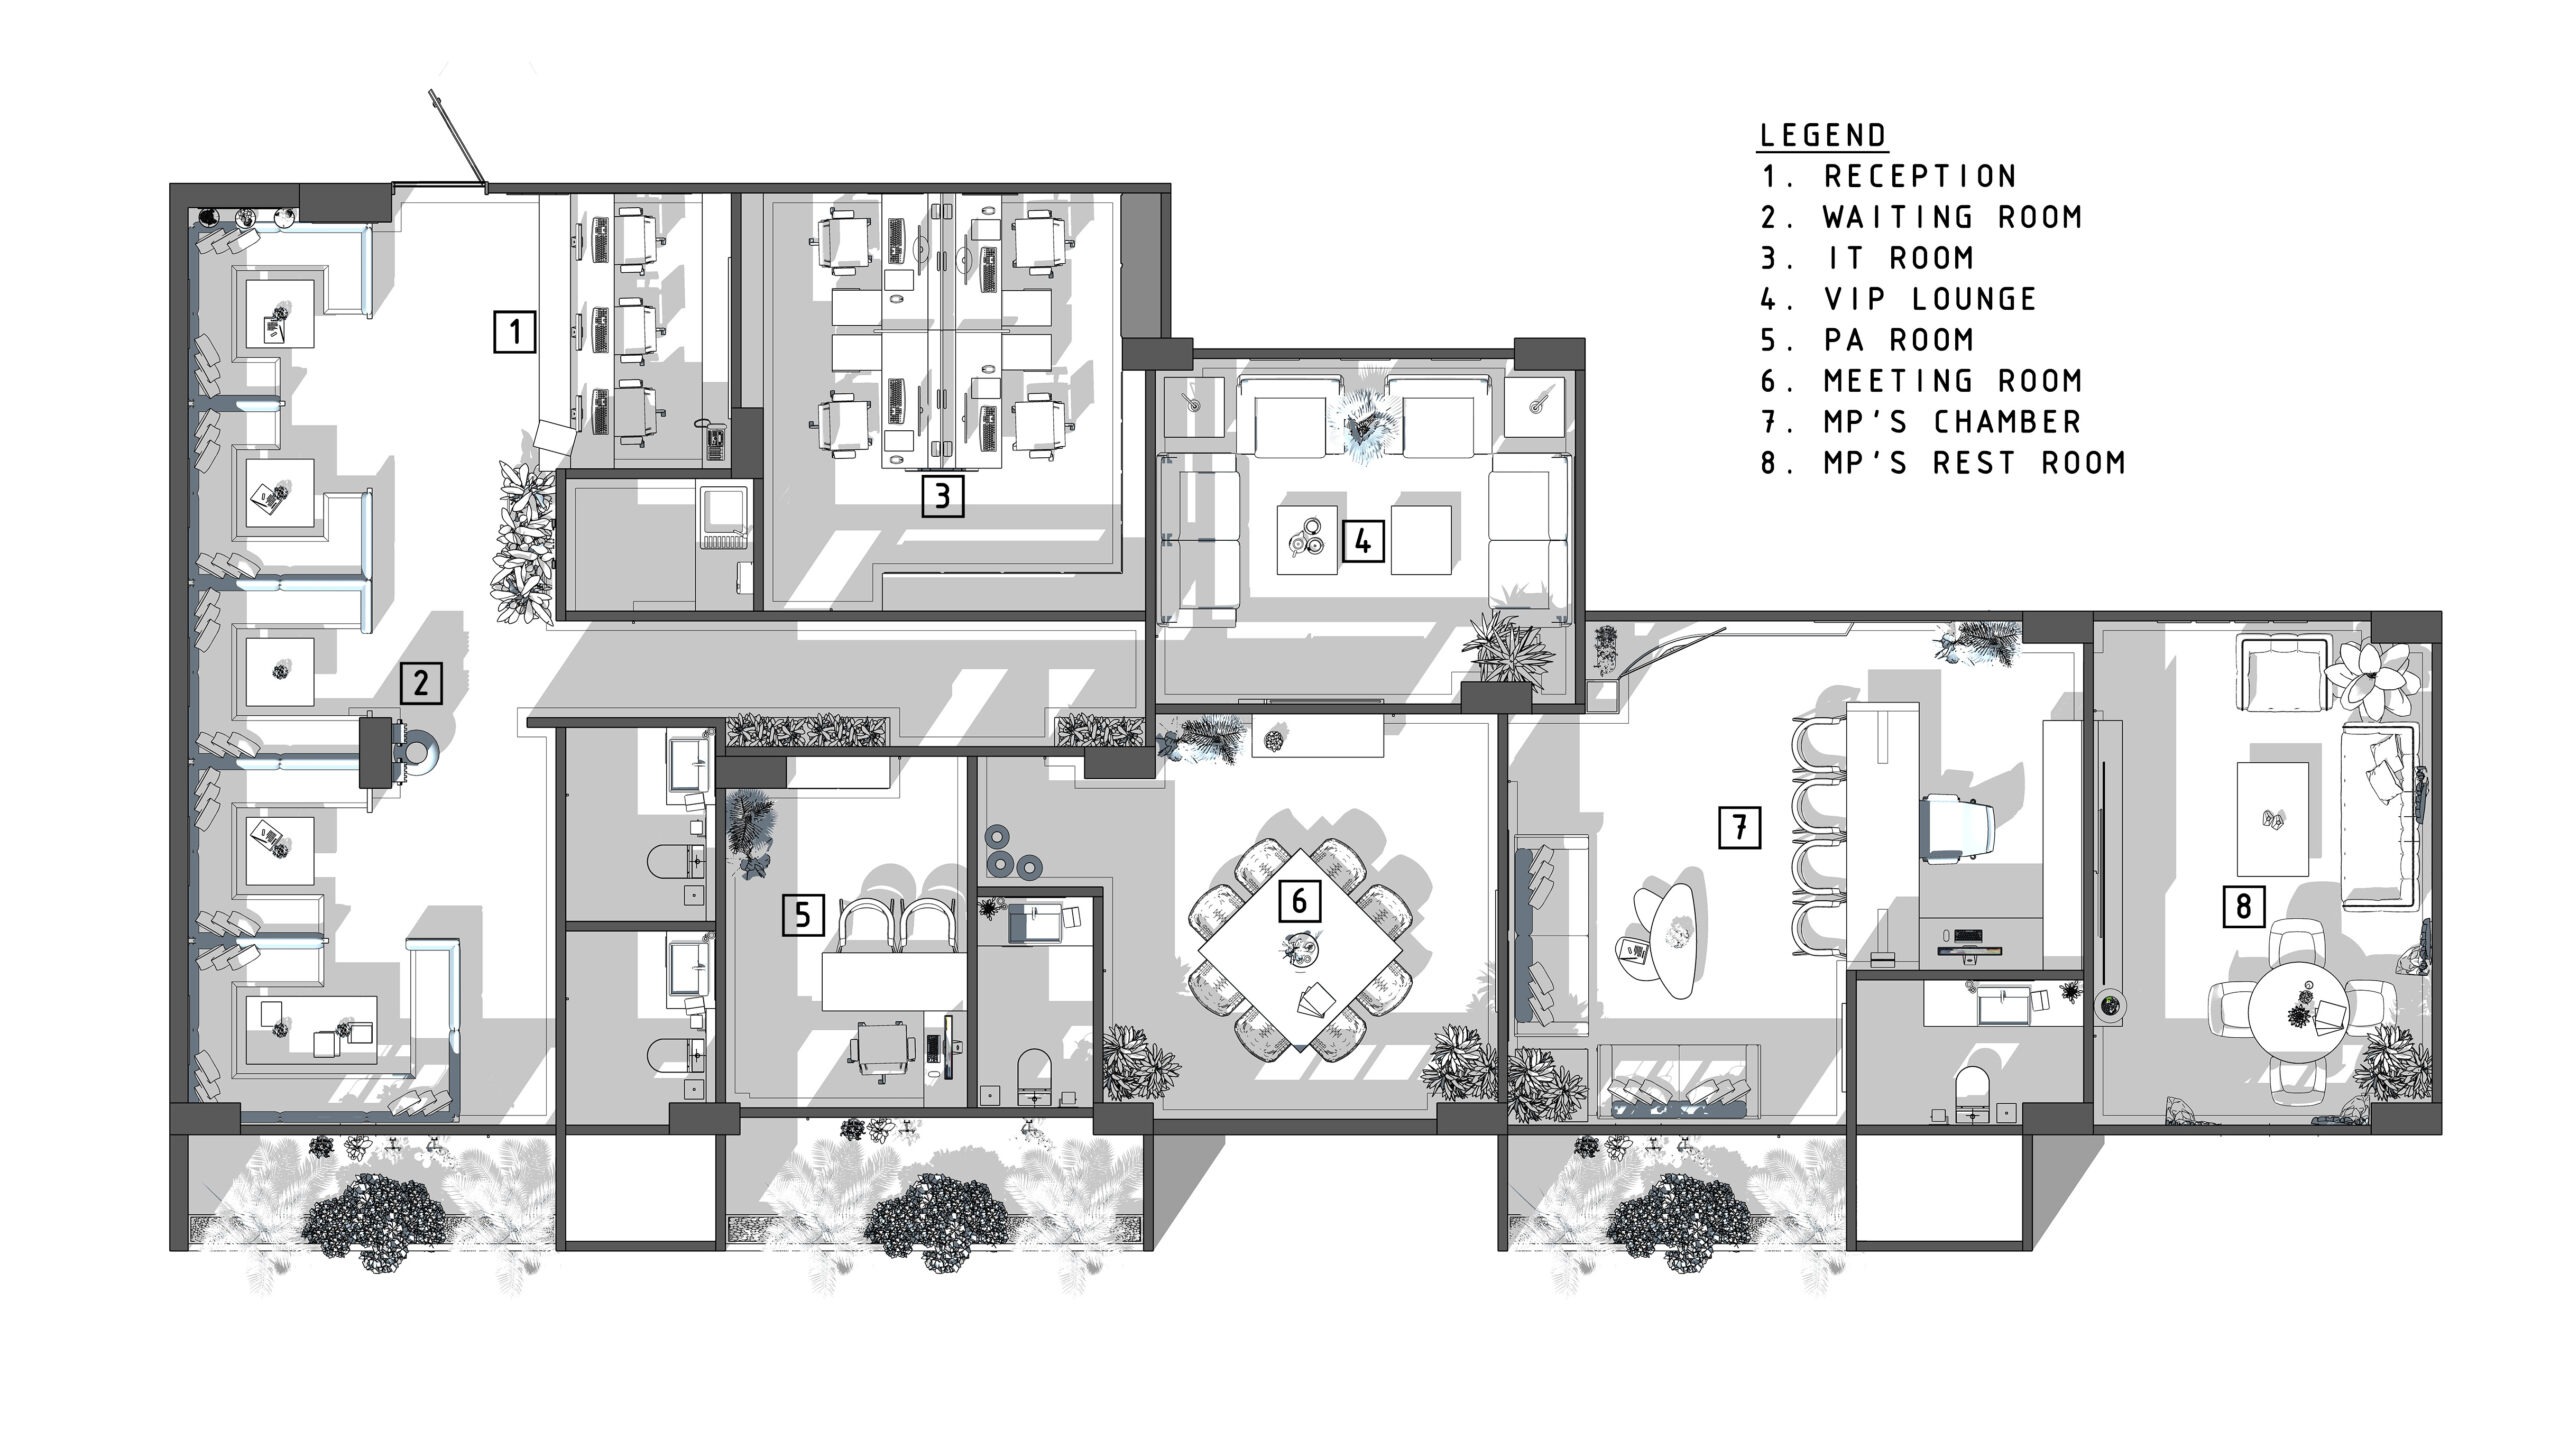 LEGEND
1. RECEPTION
2. WAITING ROOM
3. IT ROOM
4. VIP LOUNGE
5. PA ROOM
6. MEETING ROOM
7. MP'S CHAMBER
8. MP'S REST ROOM
1
3
4
2
7
5
6
8